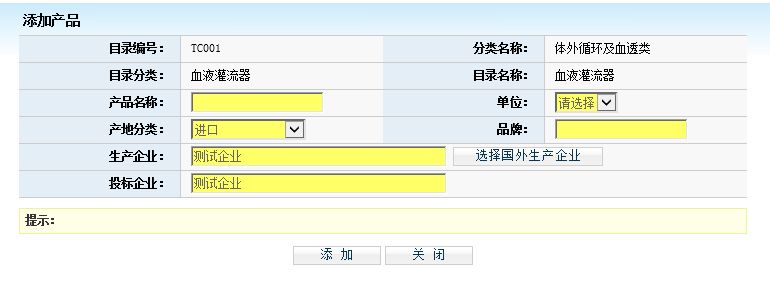 添加产品
目录编号： TC001 分类名称： 体外循环及血透类
目录分类： 血液灌流器 目录名称： 血液灌流器
产品名称： 单位： 请选择
产地分类： 进口 品牌：
生产企业： 测试企业 选择国外生产企业
投标企业： 测试企业
提示：
添 加 关 闭